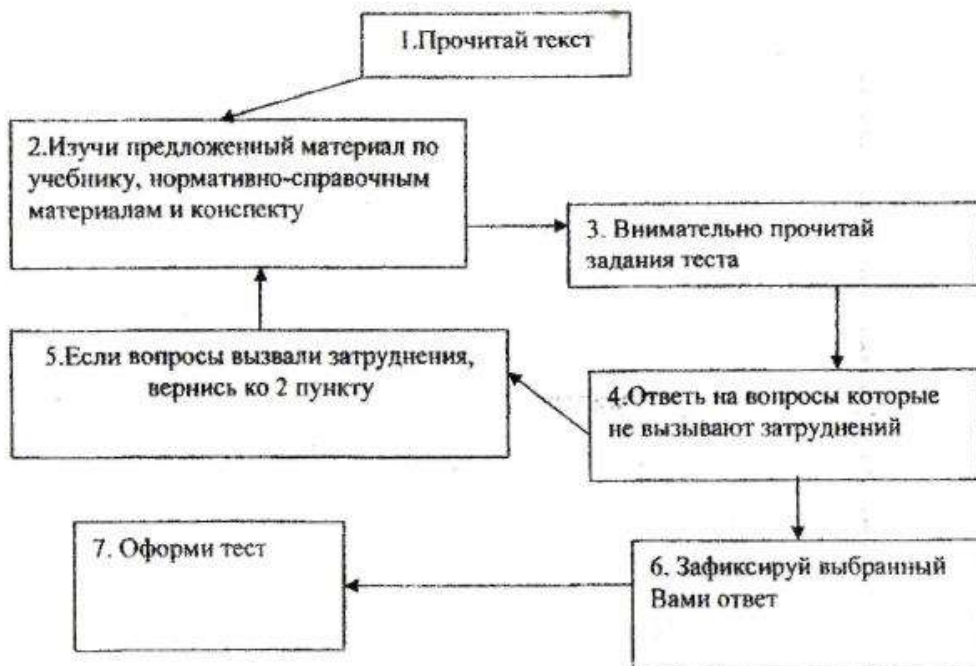 1.Прочитай текст
2.Изучи предложенный материал по
учебнику, нормативно-справочным
материалам и конспекту
3. Внимательно прочитай
задания теста
5.Если вопросы вызвали затруднения,
вернись ко 2 пункту
4.Ответь на вопросы которые
не вызывают затруднений
7. Оформи тест
6. Зафиксируй выбранный
Вами ответ